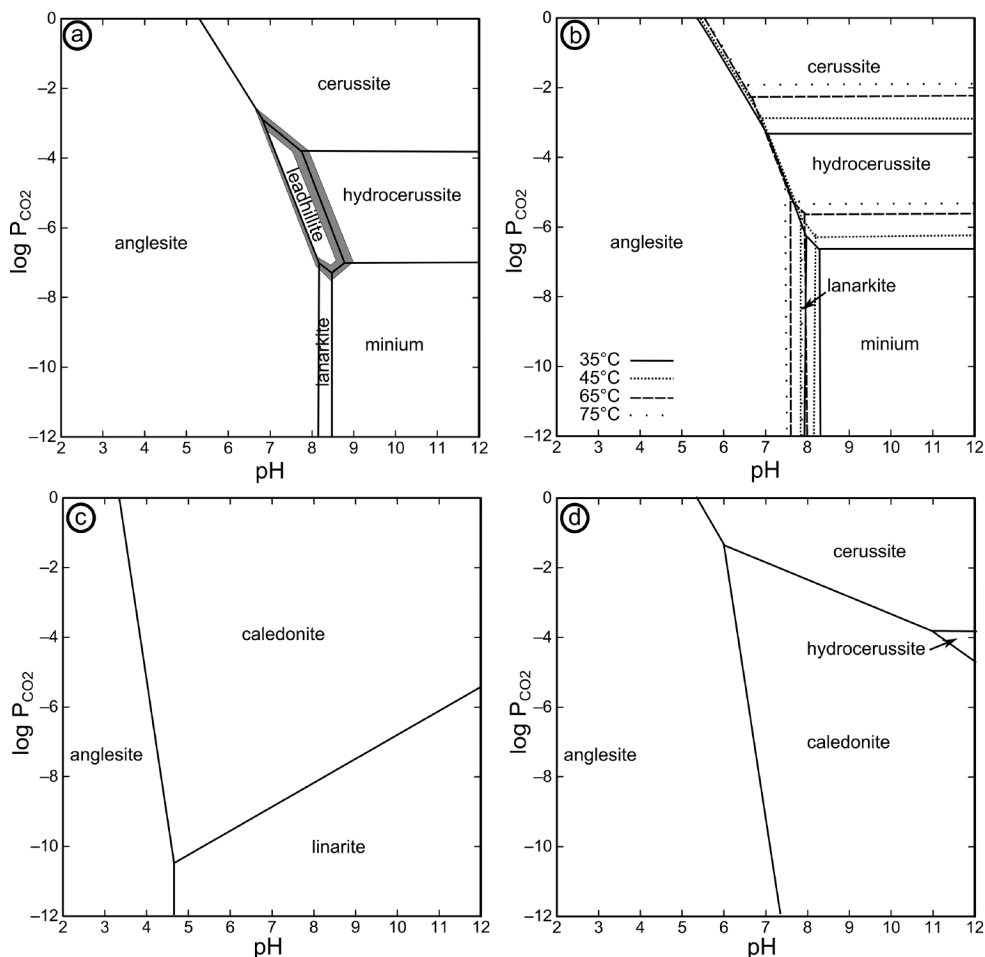 a
0
−2
−4
−6
−8
−10
−12
log P_CO2
cerussite
hydrocerussite
leadhillite
anglesite
lanarkite
minium
2 3 4 5 6 7 8 9 10 11 12
pH
b
0
−2
−4
−6
−8
−10
−12
log P_CO2
cerussite
hydrocerussite
anglesite
lanarkite
minium
35°C
45°C
65°C
75°C
2 3 4 5 6 7 8 9 10 11 12
pH
c
0
−2
−4
−6
−8
−10
−12
log P_CO2
caledonite
anglesite
linarite
2 3 4 5 6 7 8 9 10 11 12
pH
d
0
−2
−4
−6
−8
−10
−12
log P_CO2
cerussite
hydrocerussite
caledonite
anglesite
2 3 4 5 6 7 8 9 10 11 12
pH